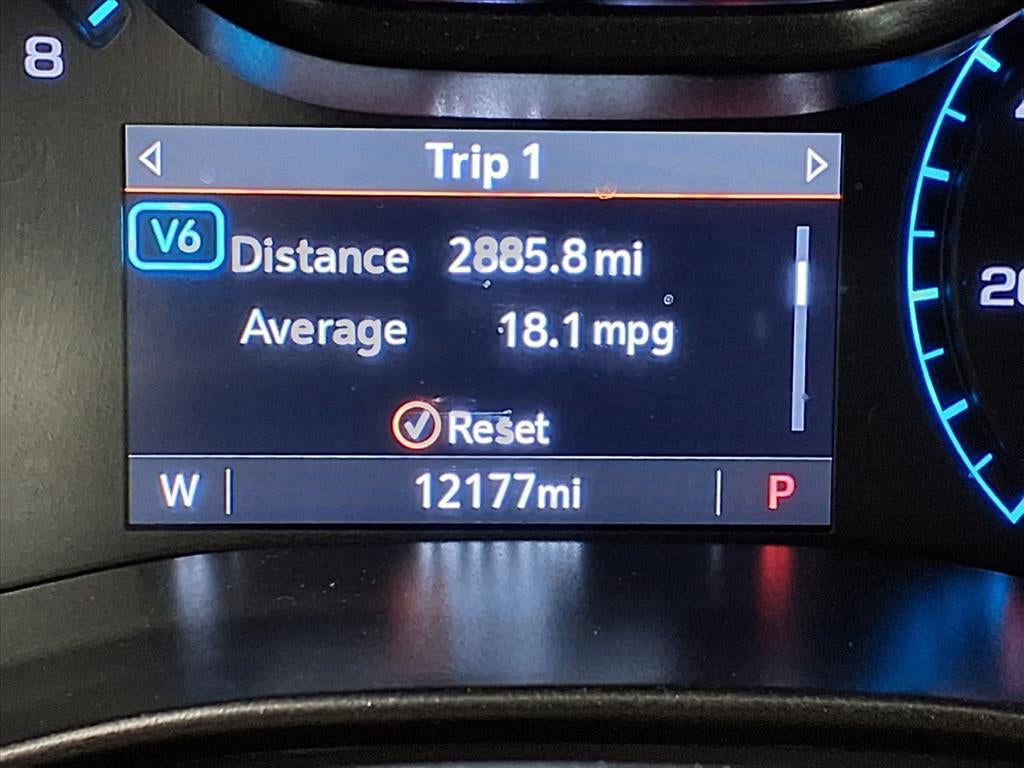 8
Trip 1
V6
Distance 2885.8 mi
Average 18.1 mpg
Reset
W 12177mi P